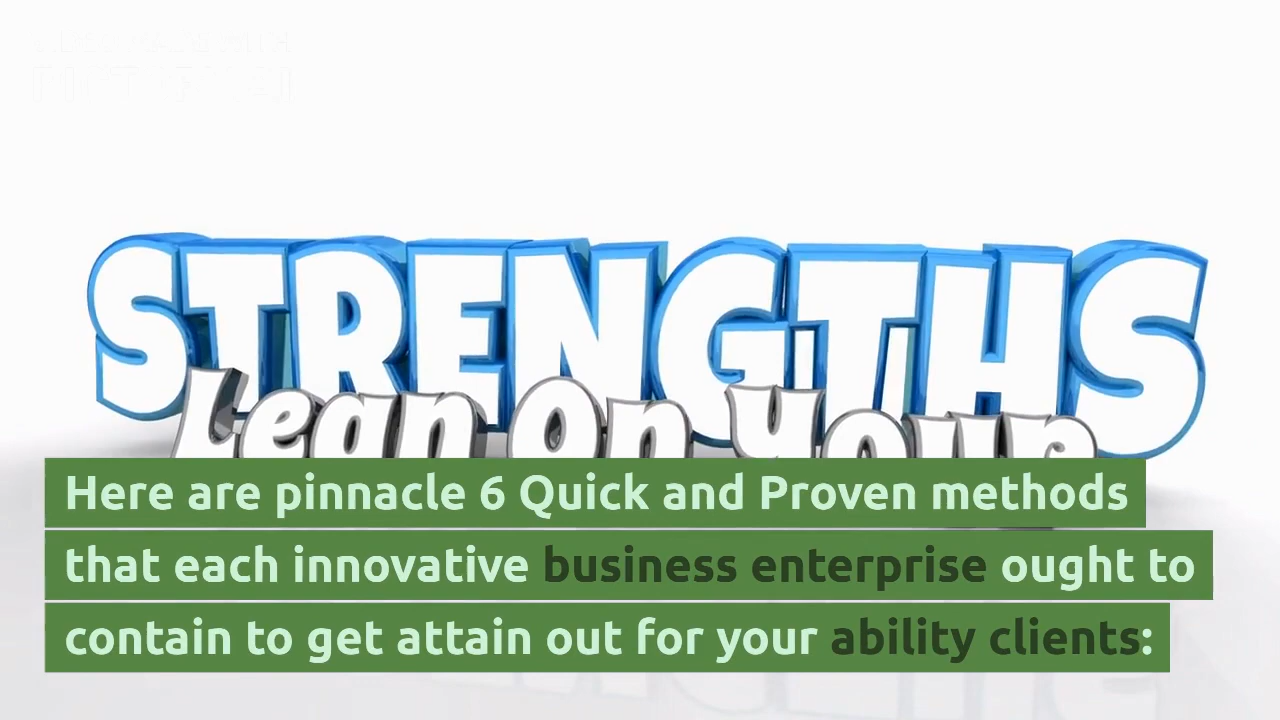 STRENGTHS
Lean On Your
Here are pinnacle 6 Quick and Proven methods
that each innovative business enterprise ought to
contain to get attain out for your ability clients: